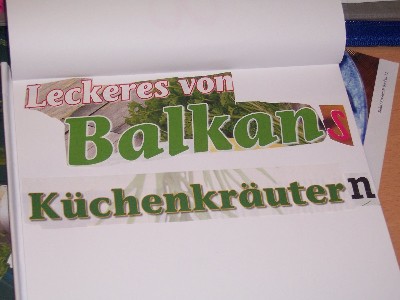 Leckeres von
Balkans
Küchenkräutern